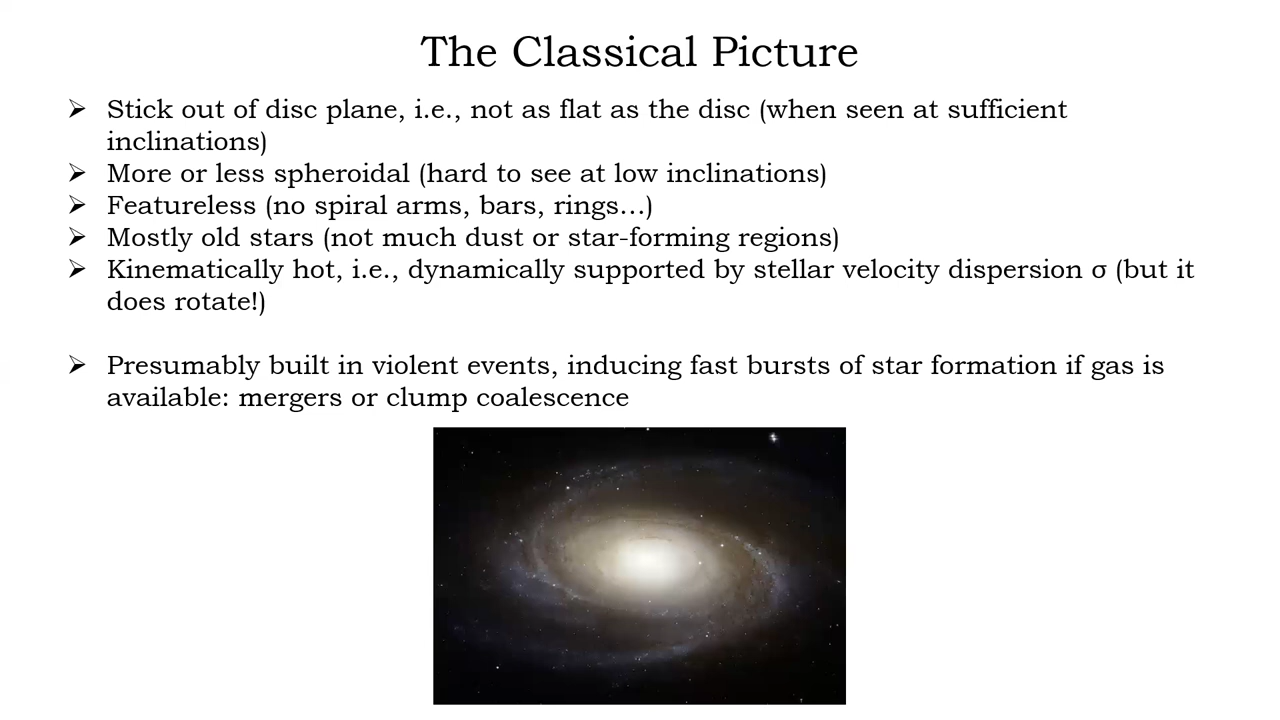 The Classical Picture
➢ Stick out of disc plane, i.e., not as flat as the disc (when seen at sufficient
inclinations)
➢ More or less spheroidal (hard to see at low inclinations)
➢ Featureless (no spiral arms, bars, rings…)
➢ Mostly old stars (not much dust or star-forming regions)
➢ Kinematically hot, i.e., dynamically supported by stellar velocity dispersion σ (but it
does rotate!)
➢ Presumably built in violent events, inducing fast bursts of star formation if gas is
available: mergers or clump coalescence